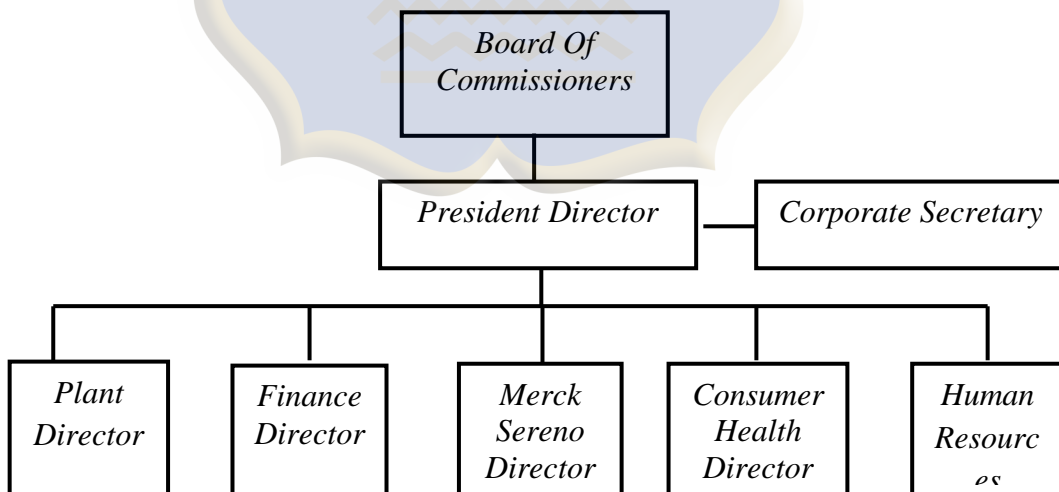 Board Of
Commissioners
President Director
Corporate Secretary
Plant
Director
Finance
Director
Merck
Sereno
Director
Consumer
Health
Director
Human
Resourc
es